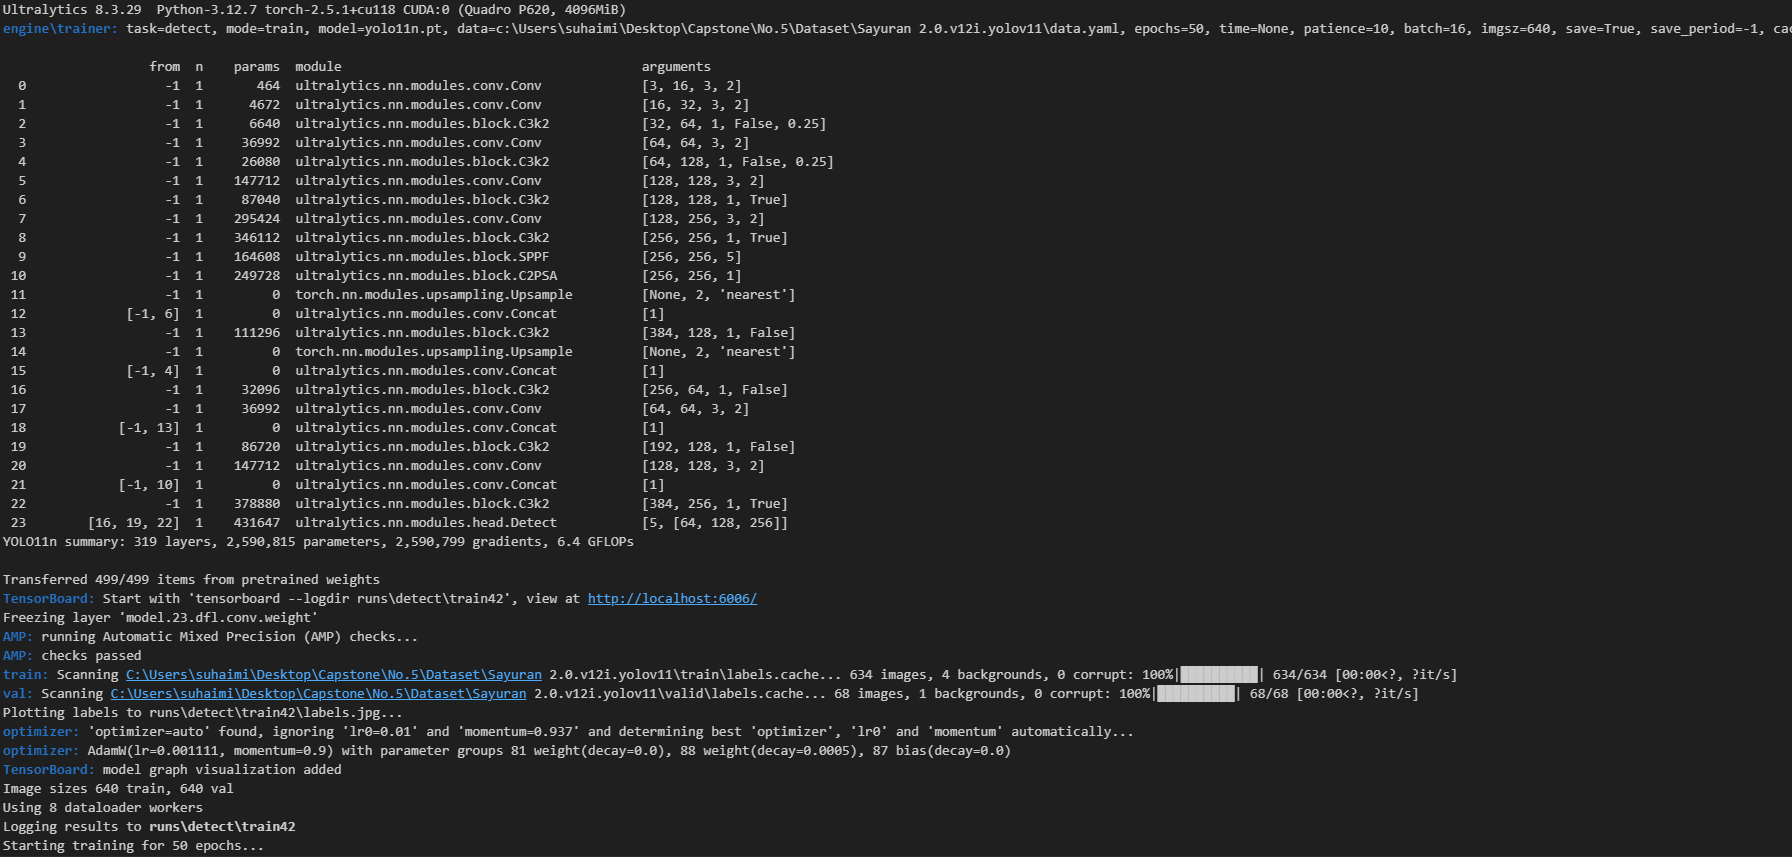 Ultralytics 8.3.29  Python-3.12.7 torch-2.5.1+cu118 CUDA:0 (Quadro P620, 4096MiB)
engine\trainer: task=detect, mode=train, model=yolo11n.pt, data=c:\Users\suhaimi\Desktop\Capstone\No.5\Dataset\Sayuran 2.0.v12i.yolov11\data.yaml, epochs=50, time=None, patience=10, batch=16, imgsz=640, save=True, save_period=-1, cac
from  n    params  module                                       arguments
0                  -1  1       464  ultralytics.nn.modules.conv.Conv             [3, 16, 3, 2]
1                  -1  1      4672  ultralytics.nn.modules.conv.Conv             [16, 32, 3, 2]
2                  -1  1      6640  ultralytics.nn.modules.block.C3k2            [32, 64, 1, False, 0.25]
3                  -1  1     36992  ultralytics.nn.modules.conv.Conv             [64, 64, 3, 2]
4                  -1  1     26080  ultralytics.nn.modules.block.C3k2            [64, 128, 1, False, 0.25]
5                  -1  1    147712  ultralytics.nn.modules.conv.Conv             [128, 128, 3, 2]
6                  -1  1     87040  ultralytics.nn.modules.block.C3k2            [128, 128, 1, True]
7                  -1  1    295424  ultralytics.nn.modules.conv.Conv             [128, 256, 3, 2]
8                  -1  1    346112  ultralytics.nn.modules.block.C3k2            [256, 256, 1, True]
9                  -1  1    164608  ultralytics.nn.modules.block.SPPF            [256, 256, 5]
10                  -1  1    249728  ultralytics.nn.modules.block.C2PSA           [256, 256, 1]
11                  -1  1         0  torch.nn.modules.upsampling.Upsample         [None, 2, 'nearest']
12             [-1, 6]  1         0  ultralytics.nn.modules.conv.Concat           [1]
13                  -1  1    111296  ultralytics.nn.modules.block.C3k2            [384, 128, 1, False]
14                  -1  1         0  torch.nn.modules.upsampling.Upsample         [None, 2, 'nearest']
15             [-1, 4]  1         0  ultralytics.nn.modules.conv.Concat           [1]
16                  -1  1     32096  ultralytics.nn.modules.block.C3k2            [256, 64, 1, False]
17                  -1  1     36992  ultralytics.nn.modules.conv.Conv             [64, 64, 3, 2]
18            [-1, 13]  1         0  ultralytics.nn.modules.conv.Concat           [1]
19                  -1  1     86720  ultralytics.nn.modules.block.C3k2            [192, 128, 1, False]
20                  -1  1    147712  ultralytics.nn.modules.conv.Conv             [128, 128, 3, 2]
21            [-1, 10]  1         0  ultralytics.nn.modules.conv.Concat           [1]
22                  -1  1    378880  ultralytics.nn.modules.block.C3k2            [384, 256, 1, True]
23        [16, 19, 22]  1    431647  ultralytics.nn.modules.head.Detect           [5, [64, 128, 256]]
YOLO11n summary: 319 layers, 2,590,815 parameters, 2,590,799 gradients, 6.4 GFLOPs
Transferred 499/499 items from pretrained weights
TensorBoard: Start with 'tensorboard --logdir runs\detect\train42', view at http://localhost:6006/
Freezing layer 'model.23.dfl.conv.weight'
AMP: running Automatic Mixed Precision (AMP) checks...
AMP: checks passed
train: Scanning C:\Users\suhaimi\Desktop\Capstone\No.5\Dataset\Sayuran 2.0.v12i.yolov11\train\labels.cache... 634 images, 4 backgrounds, 0 corrupt: 100%|██████████| 634/634 [00:00<?, ?it/s]
val: Scanning C:\Users\suhaimi\Desktop\Capstone\No.5\Dataset\Sayuran 2.0.v12i.yolov11\valid\labels.cache... 68 images, 1 backgrounds, 0 corrupt: 100%|██████████| 68/68 [00:00<?, ?it/s]
Plotting labels to runs\detect\train42\labels.jpg...
optimizer: 'optimizer=auto' found, ignoring 'lr0=0.01' and 'momentum=0.937' and determining best 'optimizer', 'lr0' and 'momentum' automatically...
optimizer: AdamW(lr=0.001111, momentum=0.9) with parameter groups 81 weight(decay=0.0), 88 weight(decay=0.0005), 87 bias(decay=0.0)
TensorBoard: model graph visualization added
Image sizes 640 train, 640 val
Using 8 dataloader workers
Logging results to runs\detect\train42
Starting training for 50 epochs...